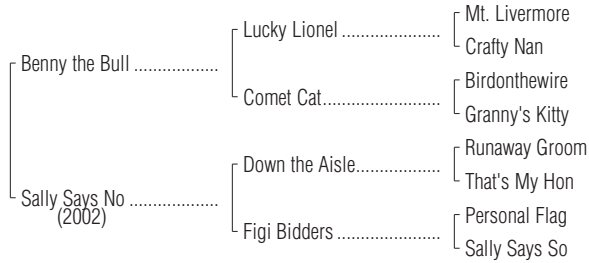 Mt. Livermore
Lucky Lionel ...................
Crafty Nan
Benny the Bull ................
Birdonthewire
Comet Cat.......................
Granny's Kitty
Runaway Groom
Down the Aisle................
That's My Hon
Sally Says No .................
(2002)
Personal Flag
Figi Bidders ....................
Sally Says So